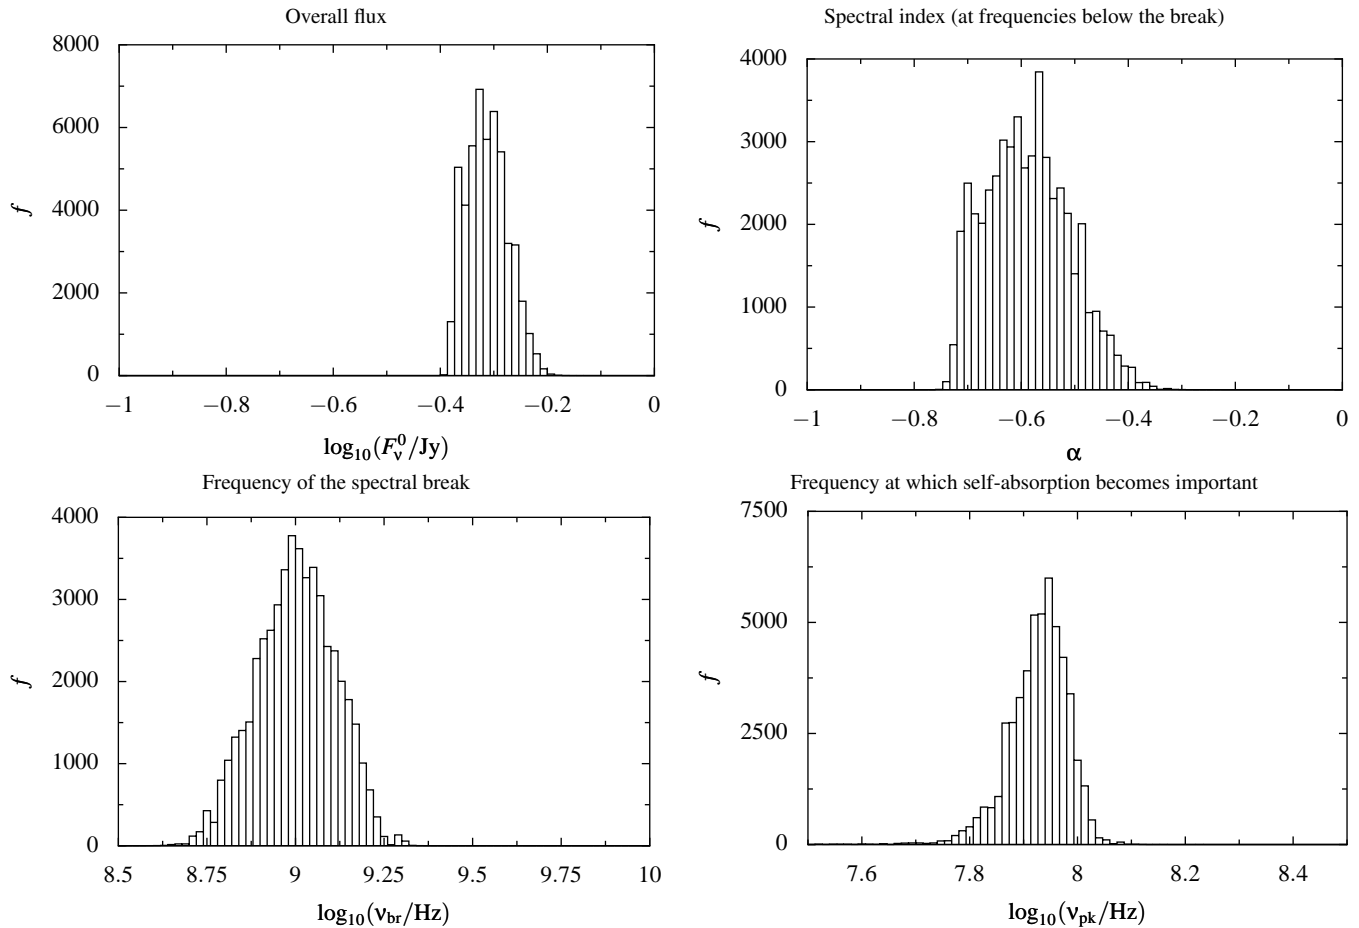 Overall flux
8000
6000
4000
2000
0
f
−1 −0.8 −0.6 −0.4 −0.2 0
log₁₀(F⁰ᵥ/Jy)
Spectral index (at frequencies below the break)
4000
3000
2000
1000
0
f
−1 −0.8 −0.6 −0.4 −0.2 0
α
Frequency of the spectral break
4000
3000
2000
1000
0
f
8.5 8.75 9 9.25 9.5 9.75 10
log₁₀(ν_br/Hz)
Frequency at which self-absorption becomes important
7500
5000
2500
0
f
7.6 7.8 8 8.2 8.4
log₁₀(ν_pk/Hz)